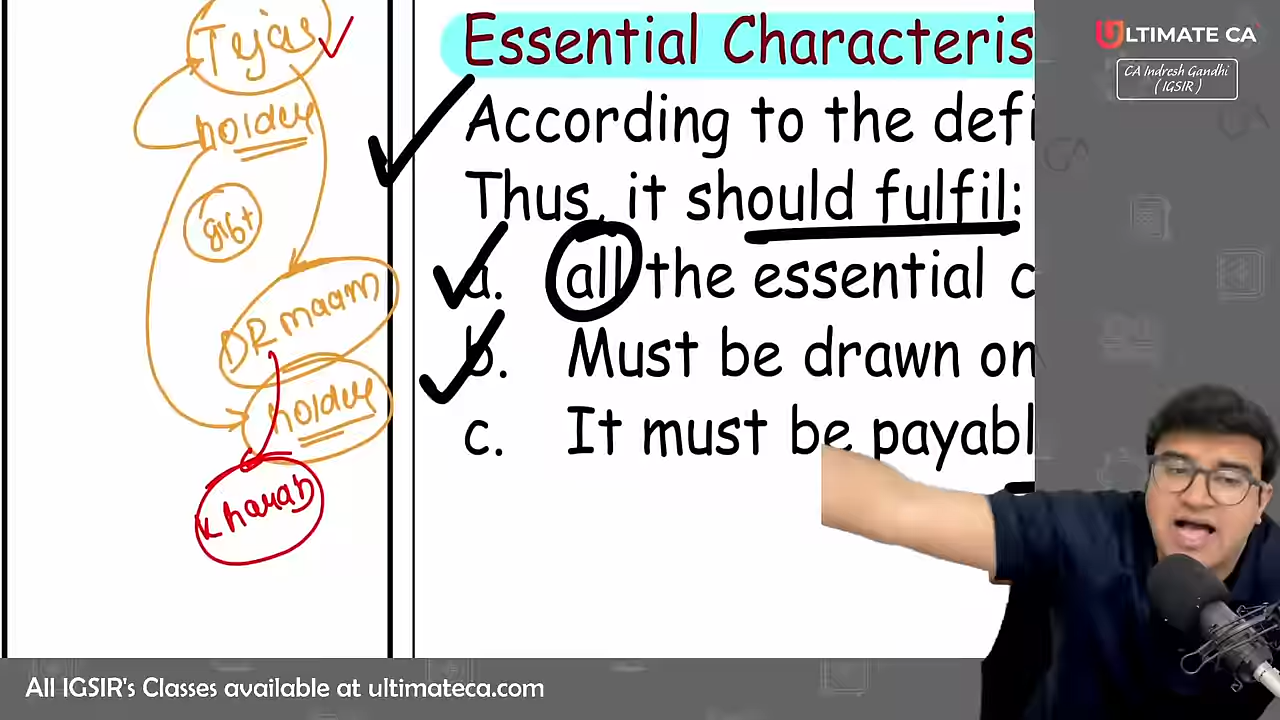 Tejas
holder
gift
DR maam
holder
kharab
Essential Characteris
According to the defi
Thus, it should fulfil:
a. all the essential c
b. Must be drawn on
c. It must be payabl
ULTIMATE CA
CA Indresh Gandhi
( IGSIR )
All IGSIR's Classes available at ultimateca.com